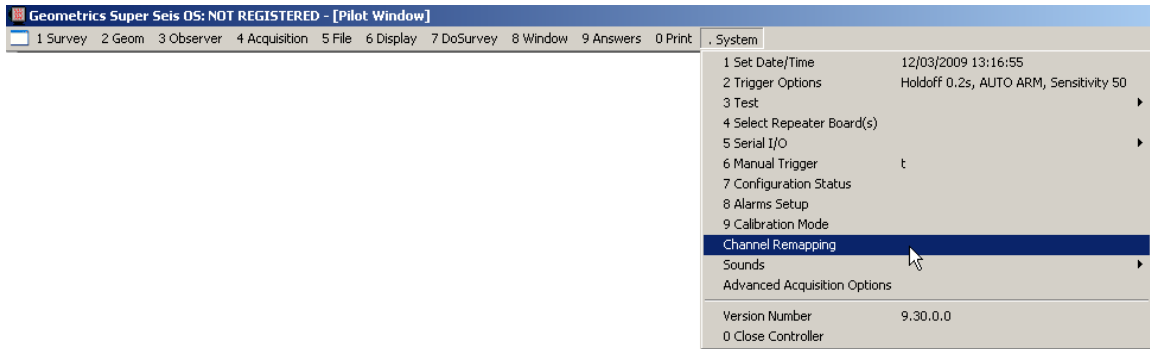 Geometrics Super Seis OS: NOT REGISTERED - [Pilot Window]
1 Survey 2 Geom 3 Observer 4 Acquisition 5 File 6 Display 7 DoSurvey 8 Window 9 Answers 0 Print . System
1 Set Date/Time 12/03/2009 13:16:55
2 Trigger Options Holdoff 0.2s, AUTO ARM, Sensitivity 50
3 Test
4 Select Repeater Board(s)
5 Serial I/O
6 Manual Trigger t
7 Configuration Status
8 Alarms Setup
9 Calibration Mode
Channel Remapping
Sounds
Advanced Acquisition Options
Version Number 9.30.0.0
0 Close Controller